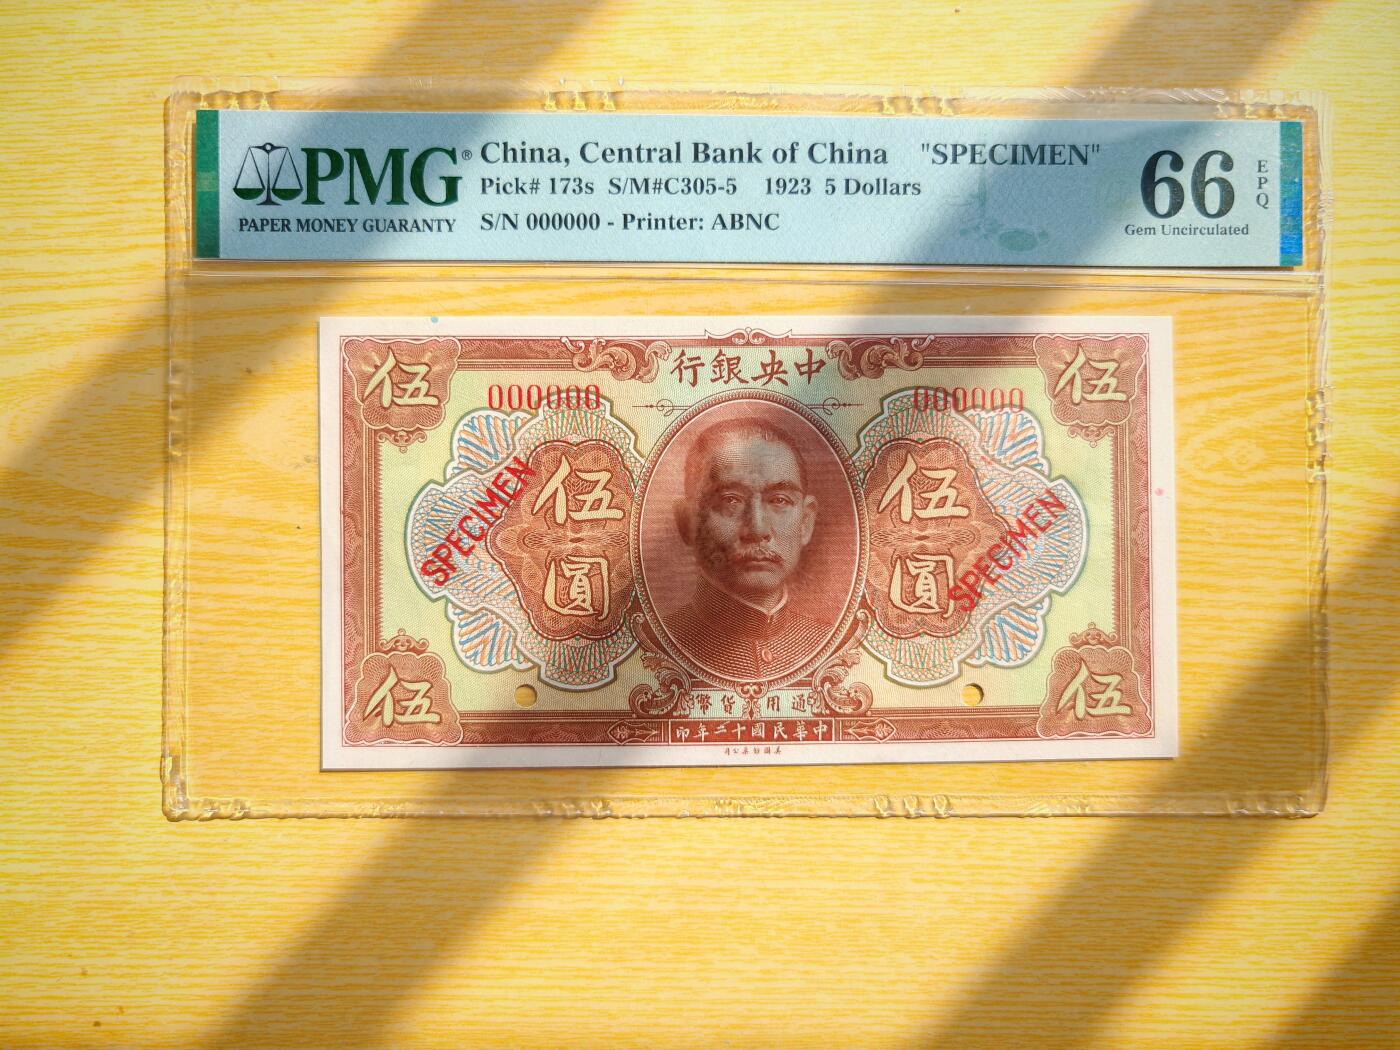 PMG®
PAPER MONEY GUARANTY
China, Central Bank of China "SPECIMEN"
Pick# 173s S/M#C305-5 1923 5 Dollars
S/N 000000 - Printer: ABNC
66
EPQ
Gem Uncirculated
行銀央中
伍
伍
000000
000000
SPECIMEN
伍圓
伍圓
SPECIMEN
伍
伍
幣貨用通
印年二十國民華中